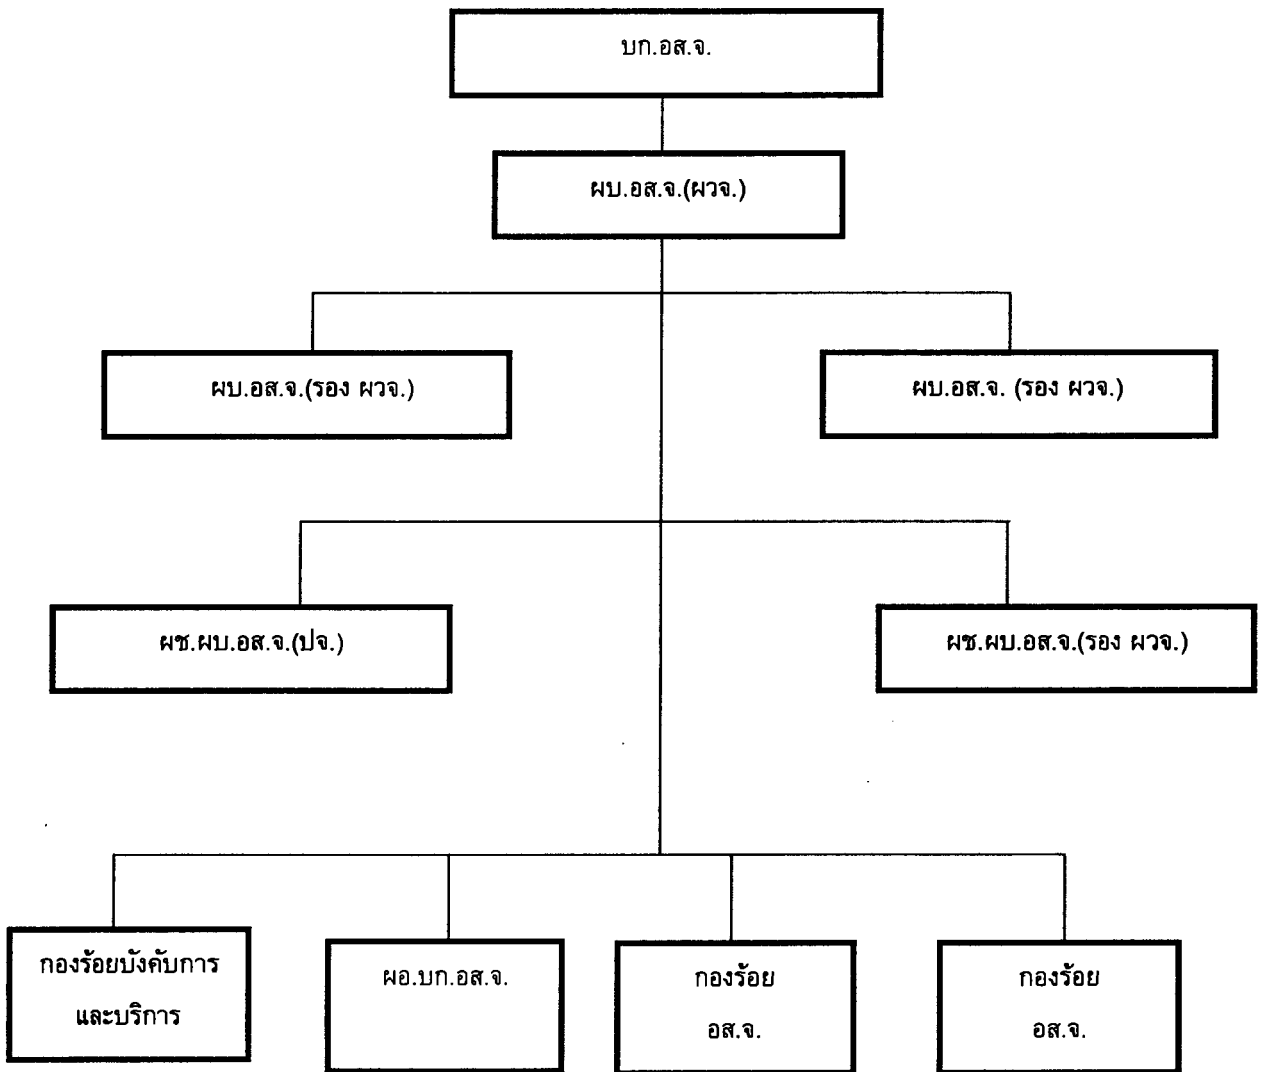 บก.อส.จ.
ผบ.อส.จ.(ผวจ.)
ผบ.อส.จ.(รอง ผวจ.)
ผบ.อส.จ. (รอง ผวจ.)
ผช.ผบ.อส.จ.(ปจ.)
ผช.ผบ.อส.จ.(รอง ผวจ.)
กองร้อยบังคับการ
และบริการ
ผอ.บก.อส.จ.
กองร้อย
อส.จ.
กองร้อย
อส.จ.